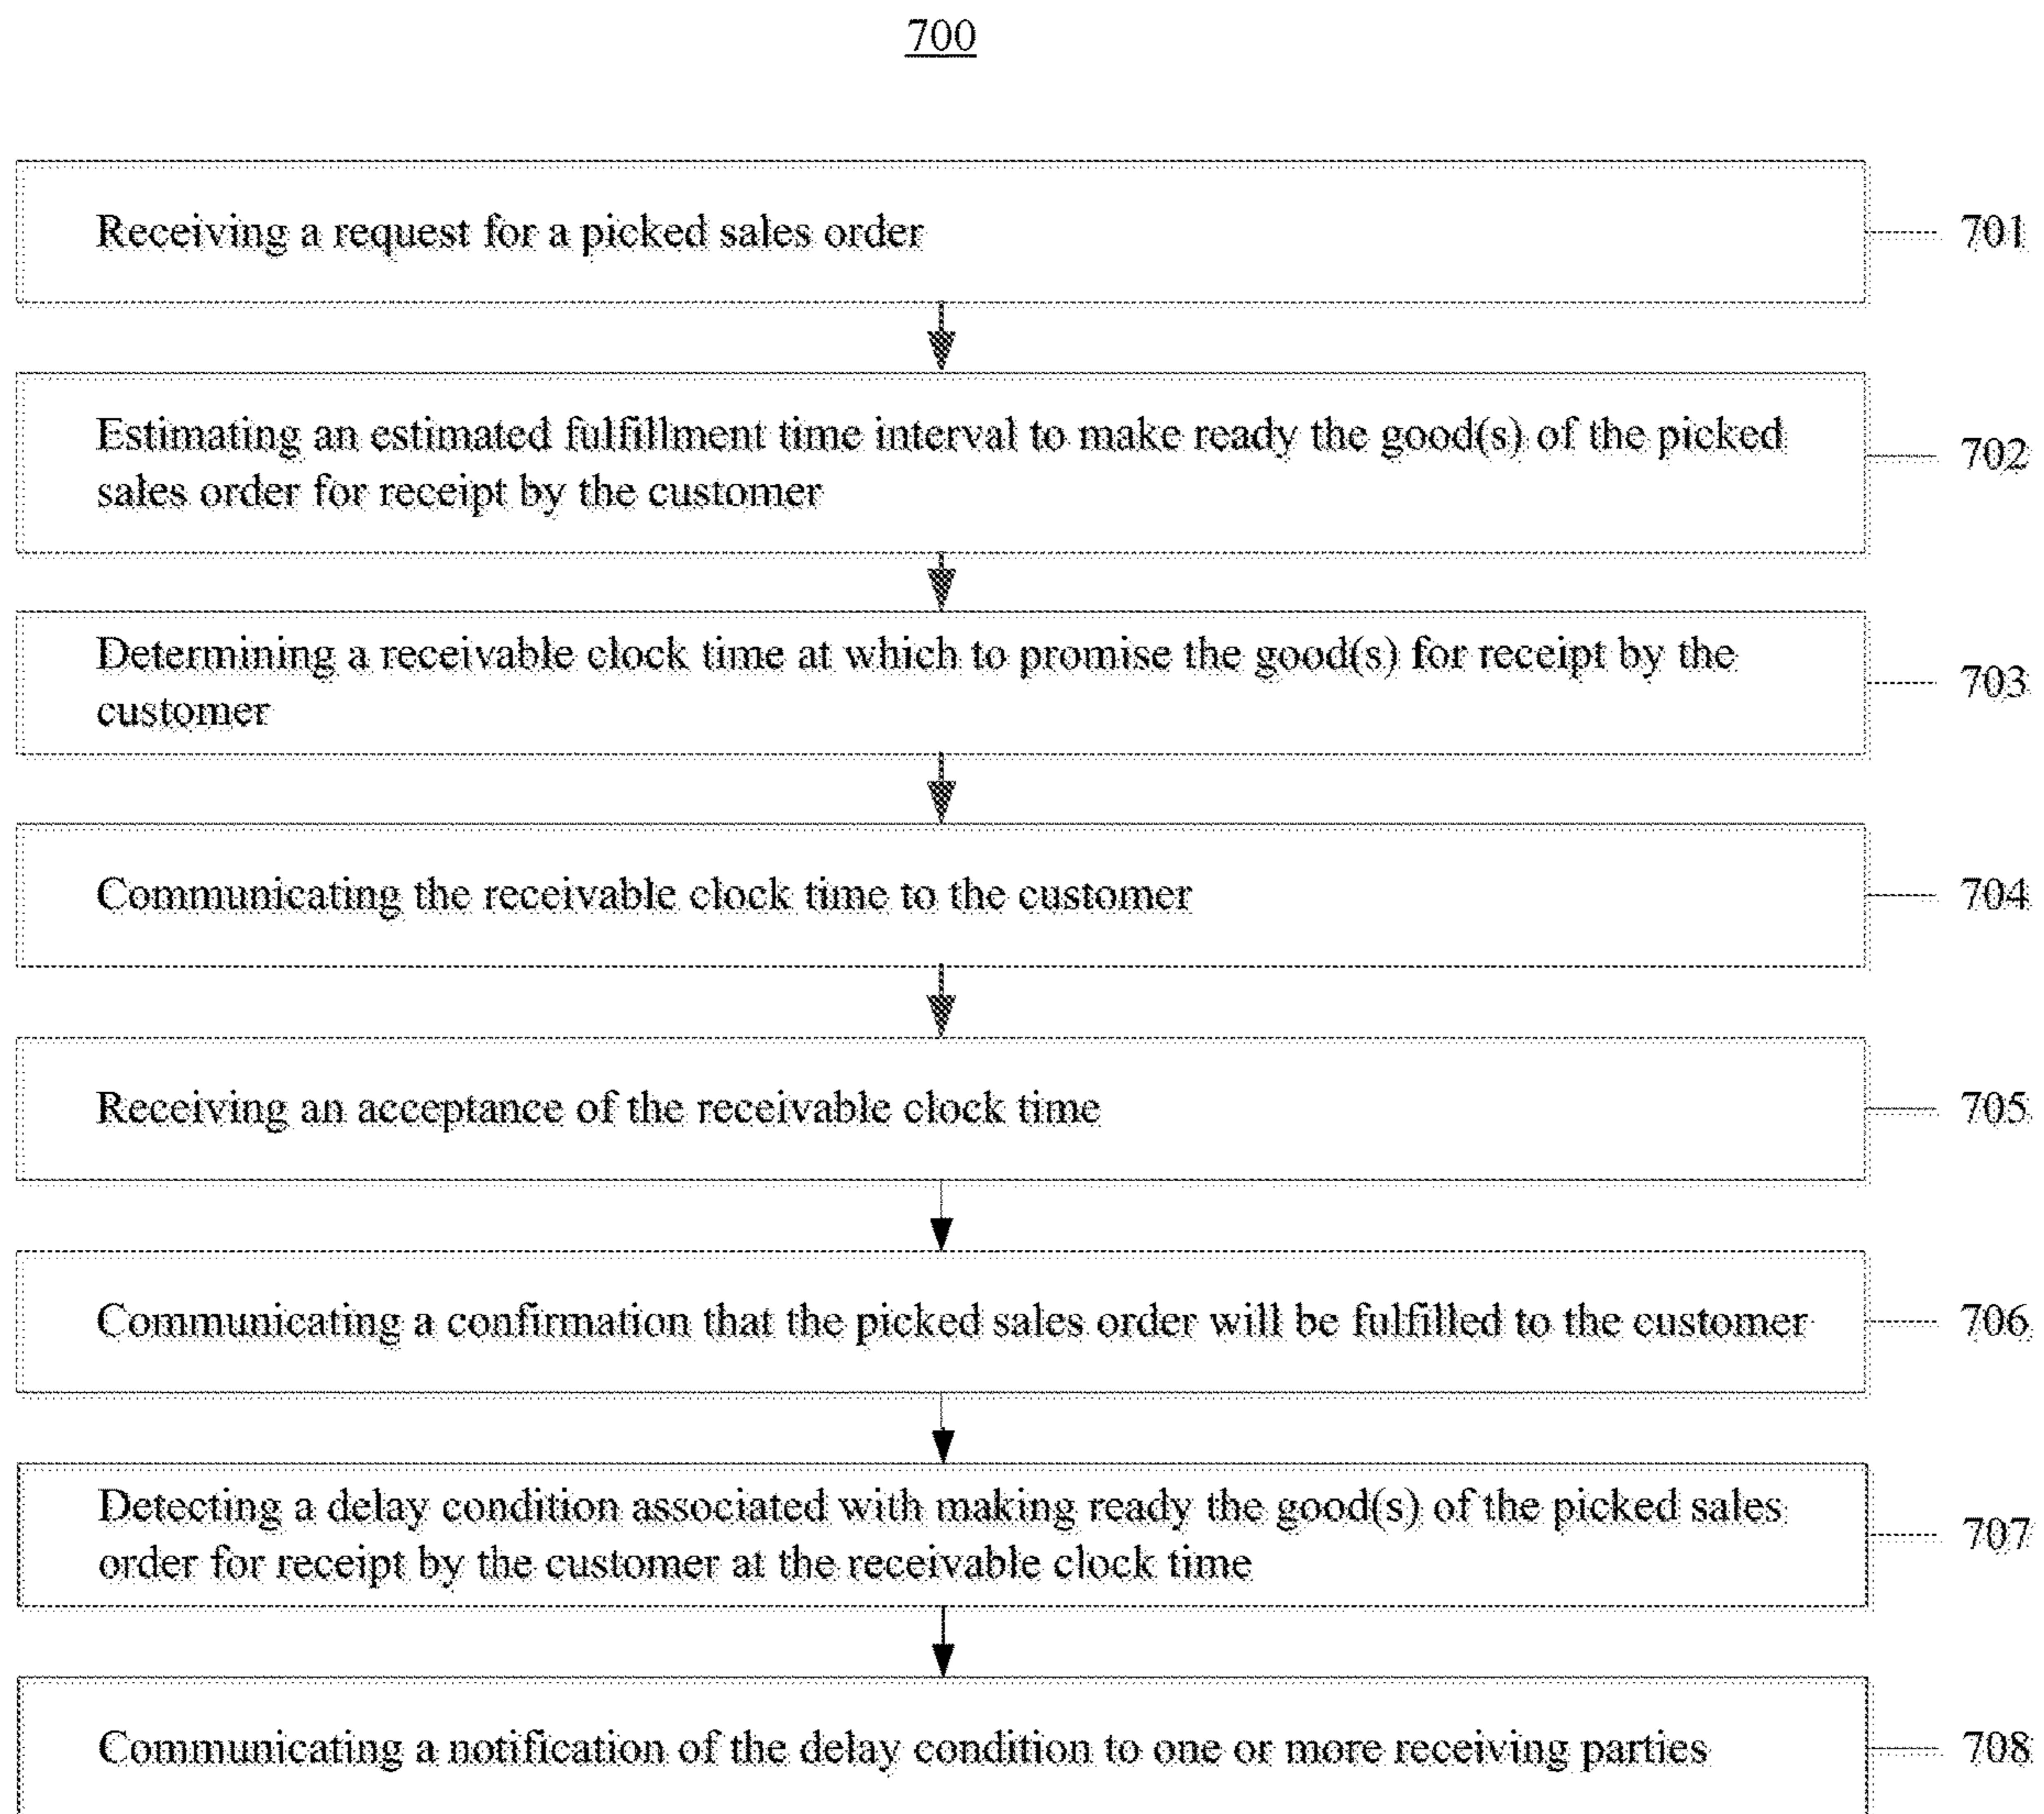 700
Receiving a request for a picked sales order
701
Estimating an estimated fulfillment time interval to make ready the good(s) of the picked
sales order for receipt by the customer
702
Determining a receivable clock time at which to promise the good(s) for receipt by the
customer
703
Communicating the receivable clock time to the customer
704
Receiving an acceptance of the receivable clock time
705
Communicating a confirmation that the picked sales order will be fulfilled to the customer
706
Detecting a delay condition associated with making ready the good(s) of the picked sales
order for receipt by the customer at the receivable clock time
707
Communicating a notification of the delay condition to one or more receiving parties
708